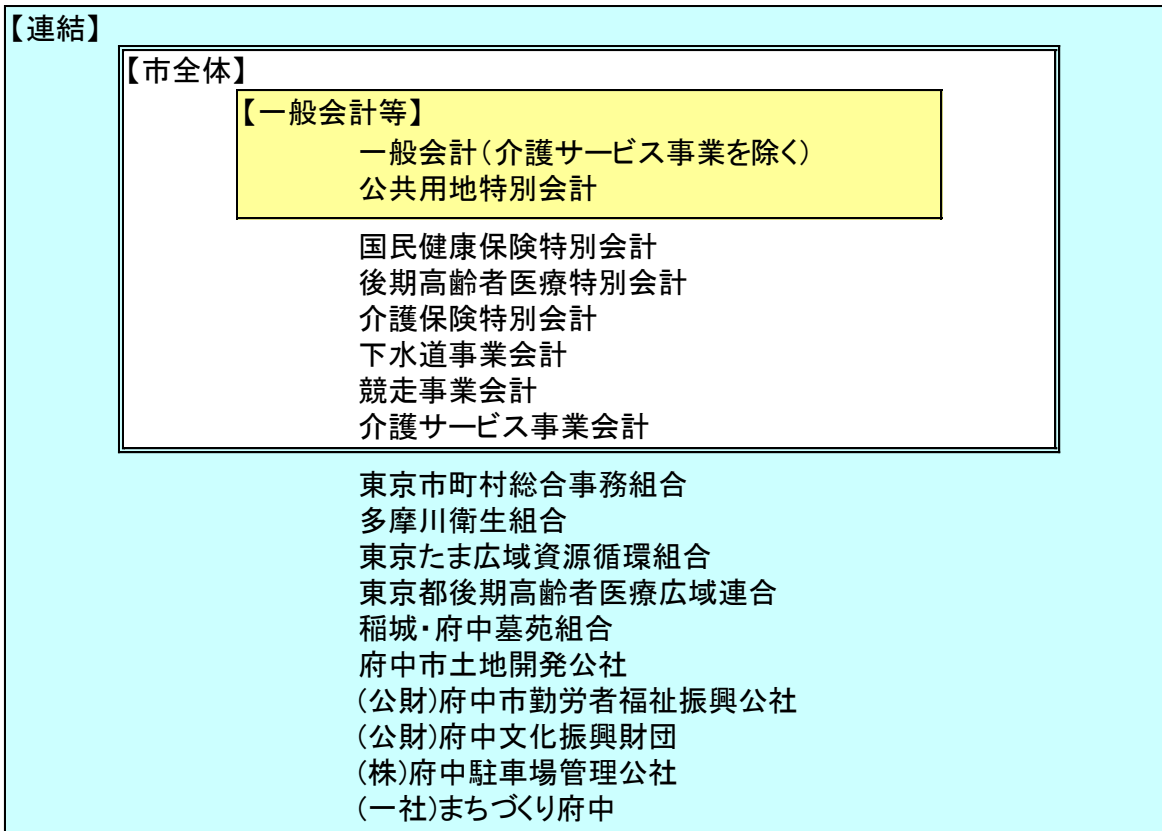 【連結】
【市全体】
【一般会計等】
一般会計(介護サービス事業を除く)
公共用地特別会計
国民健康保険特別会計
後期高齢者医療特別会計
介護保険特別会計
下水道事業会計
競走事業会計
介護サービス事業会計
東京市町村総合事務組合
多摩川衛生組合
東京たま広域資源循環組合
東京都後期高齢者医療広域連合
稲城・府中墓苑組合
府中市土地開発公社
(公財)府中市勤労者福祉振興公社
(公財)府中文化振興財団
(株)府中駐車場管理公社
(一社)まちづくり府中